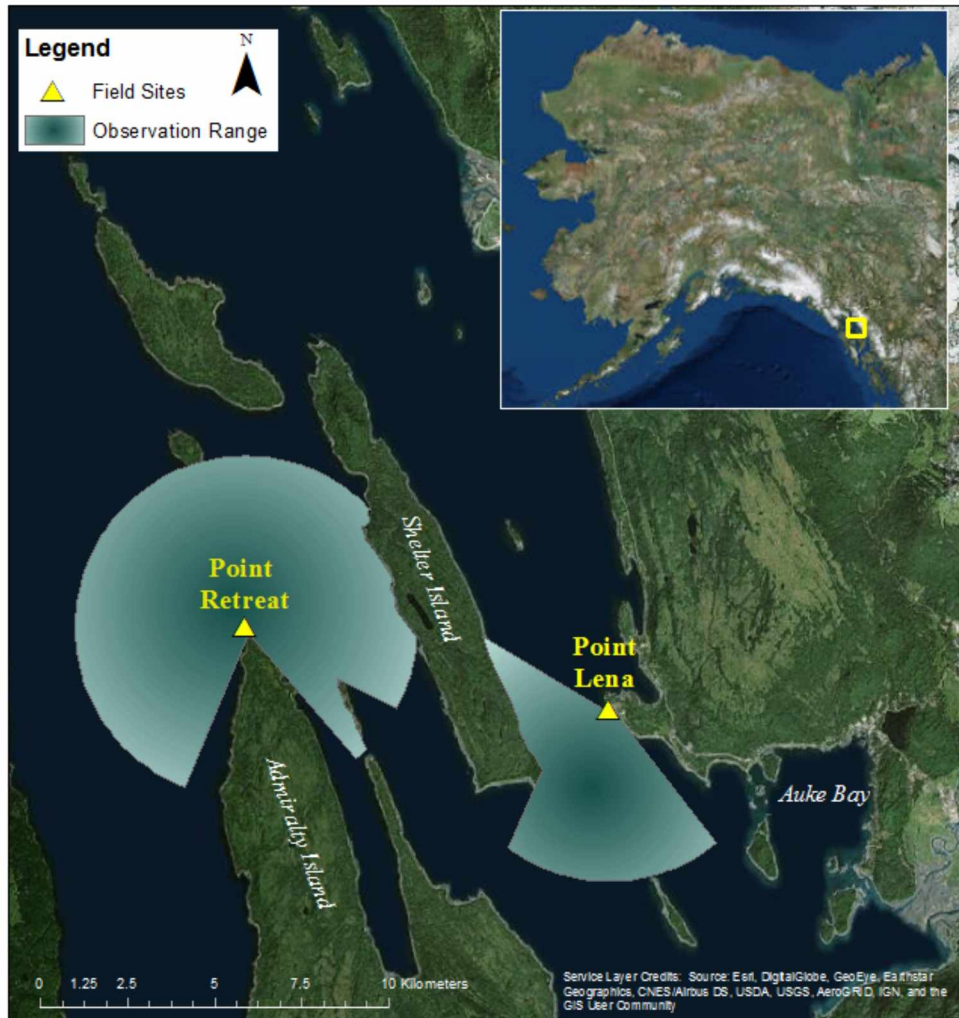 Legend
N
Field Sites
Observation Range
Shelter Island
Point
Retreat
Point
Lena
Admiralty Island
Auke Bay
0 1.25 2.5 5 7.5 10 Kilometers
Service Layer Credits: Source: Esri, DigitalGlobe, GeoEye, Earthstar
Geographics, CNES/Airbus DS, USDA, USGS, AeroGRID, IGN, and the
GIS User Community